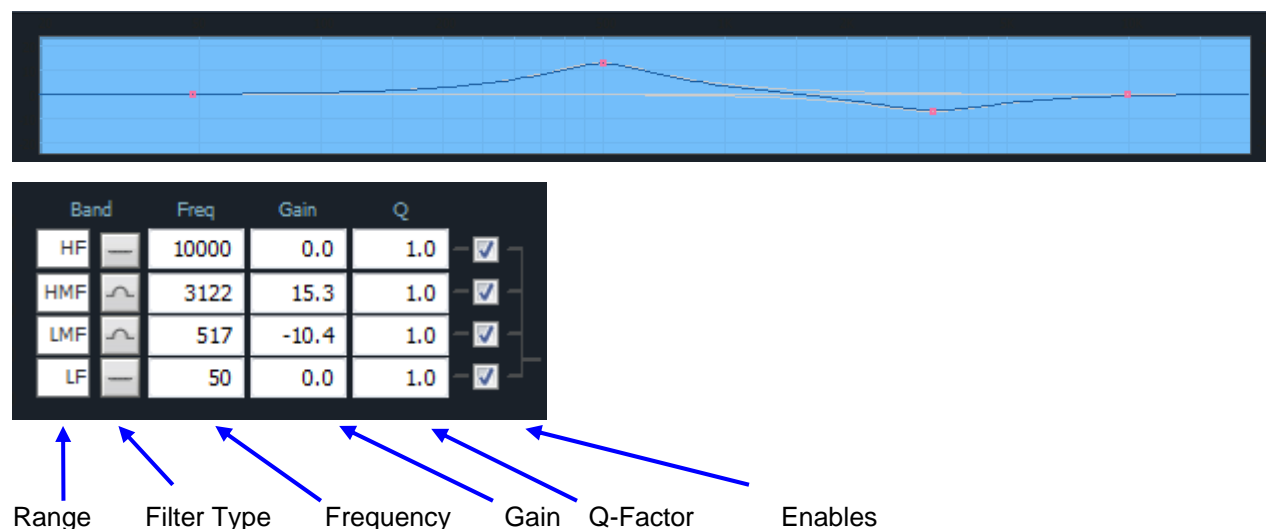 Band Freq Gain Q
HF 10000 0.0 1.0
HMF 3122 15.3 1.0
LMF 517 -10.4 1.0
LF 50 0.0 1.0
Range Filter Type Frequency Gain Q-Factor Enables